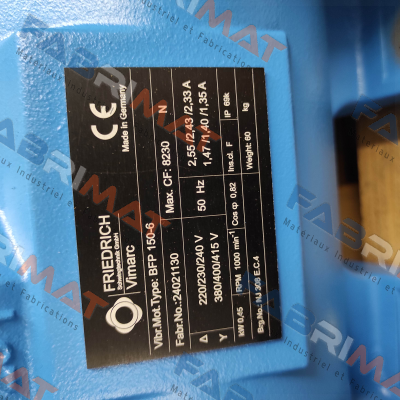 FRIEDRICH
Schwingtechnik GmbH
Vimarc
CE
Made in Germany
Vibr.Mot.Type: BFP 150-6
Max. CF: 8230 N
Fabr.No.:24021130
Δ 220/230/240 V 50 Hz 2,55 /2,43 /2,33 A
Y 380/400/415 V 1,47 /1,40 /1,35 A
kW 0,45 RPM 1000 min-1 Cos φ 0,82 Ins.cl. F IP 69k
Brg.No.: NJ 306 E.C.4 Weight: 60 kg
FABRIMAT
Matériaux Industriel et Fabrications